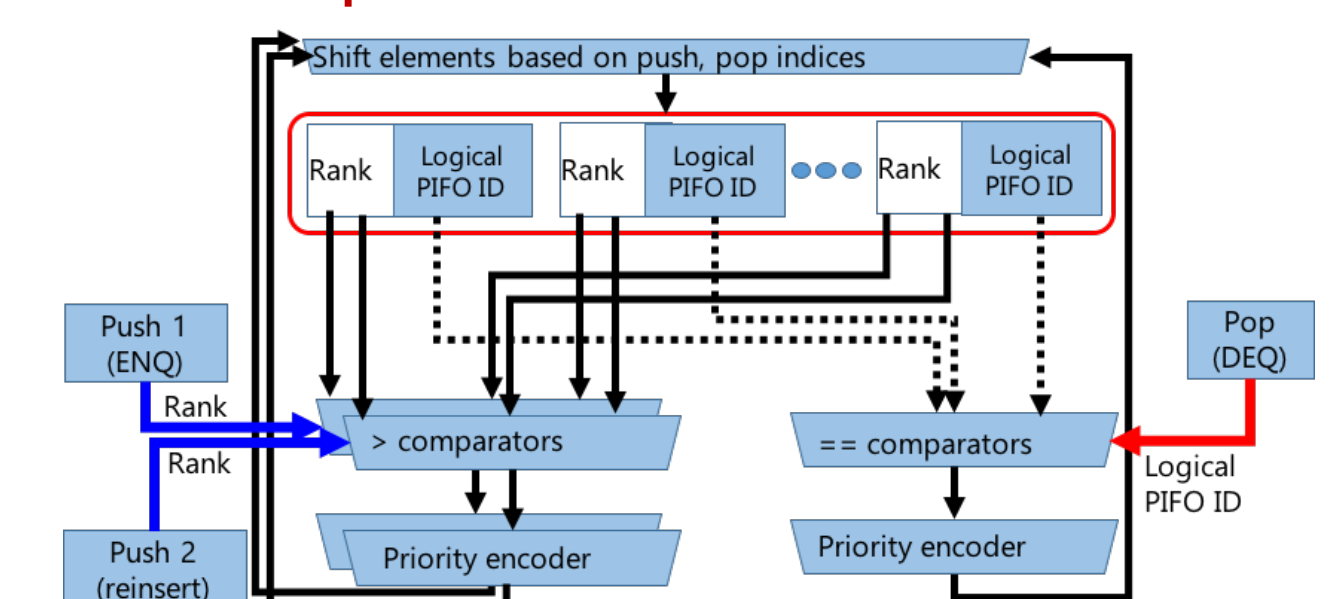 Shift elements based on push, pop indices
Rank
Logical
PIFO ID
Rank
Logical
PIFO ID
Rank
Logical
PIFO ID
Push 1
(ENQ)
Rank
Rank
Push 2
(reinsert)
> comparators
Priority encoder
== comparators
Priority encoder
Pop
(DEQ)
Logical
PIFO ID